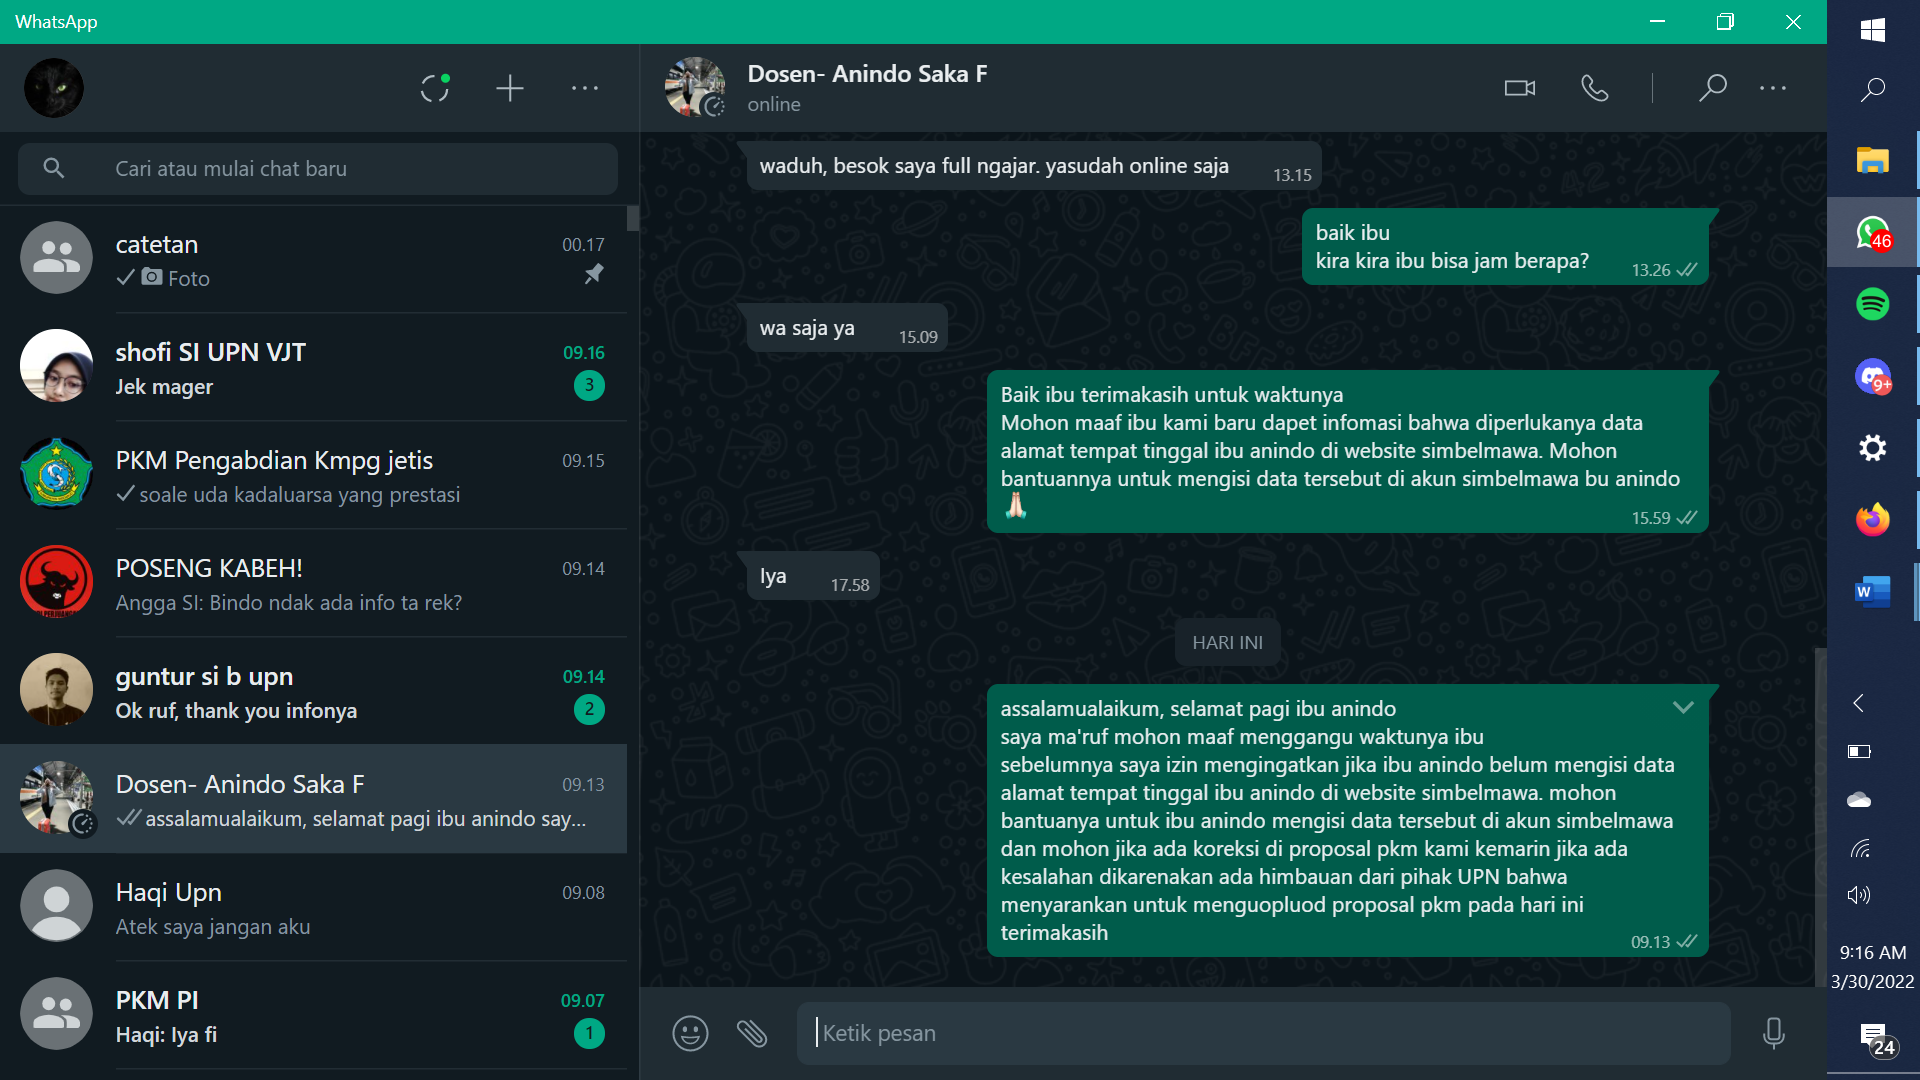 WhatsApp
Cari atau mulai chat baru
catetan
00.17
Foto
shofi SI UPN VJT
09.16
Jek mager
3
PKM Pengabdian Kmpg jetis
09.15
soale uda kadaluarsa yang prestasi
POSENG KABEH!
09.14
Angga SI: Bindo ndak ada info ta rek?
guntur si b upn
09.14
Ok ruf, thank you infonya
2
Dosen- Anindo Saka F
09.13
assalamualaikum, selamat pagi ibu anindo say...
Haqi Upn
09.08
Atek saya jangan aku
PKM PI
09.07
Haqi: Iya fi
1
Dosen- Anindo Saka F
online
waduh, besok saya full ngajar. yasudah online saja
13.15
baik ibu
kira kira ibu bisa jam berapa?
13.26
wa saja ya
15.09
Baik ibu terimakasih untuk waktunya
Mohon maaf ibu kami baru dapet infomasi bahwa diperlukanya data
alamat tempat tinggal ibu anindo di website simbelmawa. Mohon
bantuannya untuk mengisi data tersebut di akun simbelmawa bu anindo
🙏🏻
15.59
Iya
17.58
HARI INI
assalamualaikum, selamat pagi ibu anindo
saya ma'ruf mohon maaf menggangu waktunya ibu
sebelumnya saya izin mengingatkan jika ibu anindo belum mengisi data
alamat tempat tinggal ibu anindo di website simbelmawa. mohon
bantuanya untuk ibu anindo mengisi data tersebut di akun simbelmawa
dan mohon jika ada koreksi di proposal pkm kami kemarin jika ada
kesalahan dikarenakan ada himbauan dari pihak UPN bahwa
menyarankan untuk menguopluod proposal pkm pada hari ini
terimakasih
09.13
Ketik pesan
46
9+
W
9:16 AM
3/30/2022
24